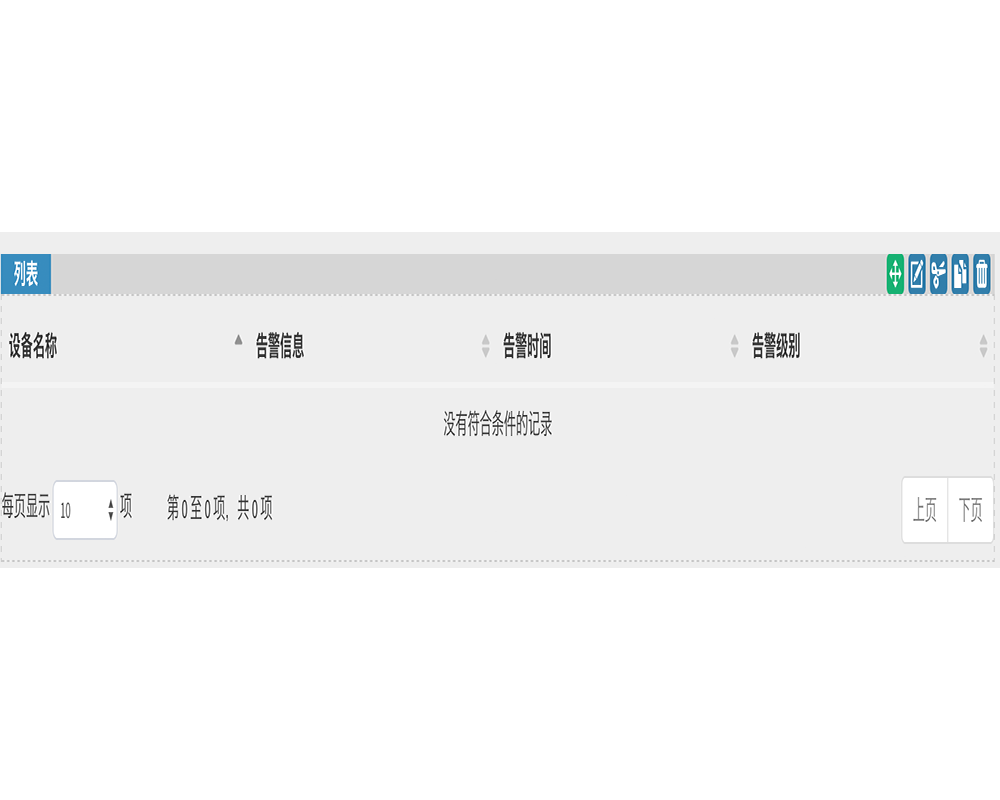 列表
设备名称 告警信息 告警时间 告警级别
没有符合条件的记录
每页显示 10 项 第0至0项, 共0项 上页 下页